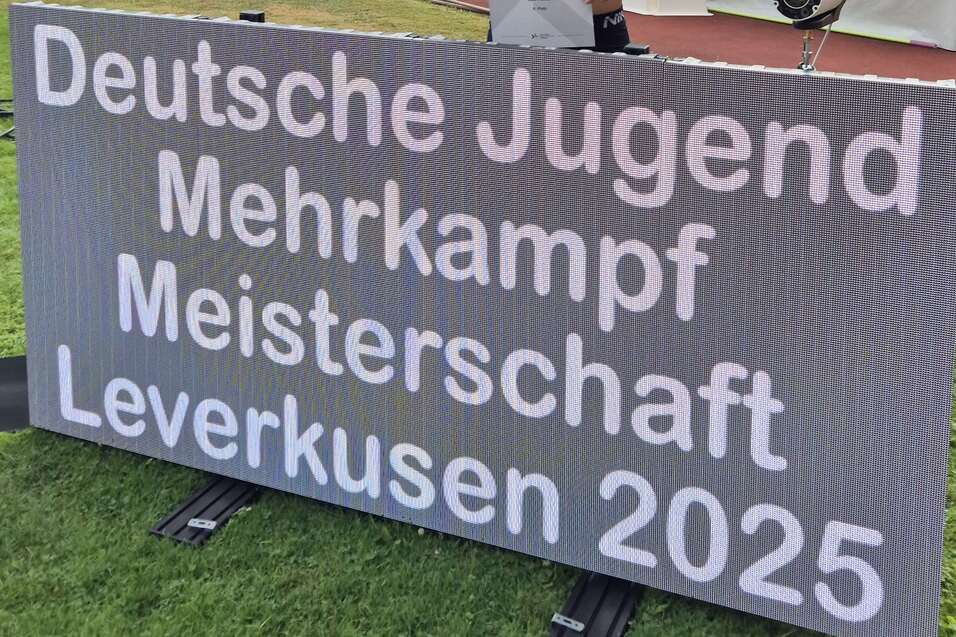 Deutsche Jugend
Mehrkampf
Meisterschaft
Leverkusen 2025